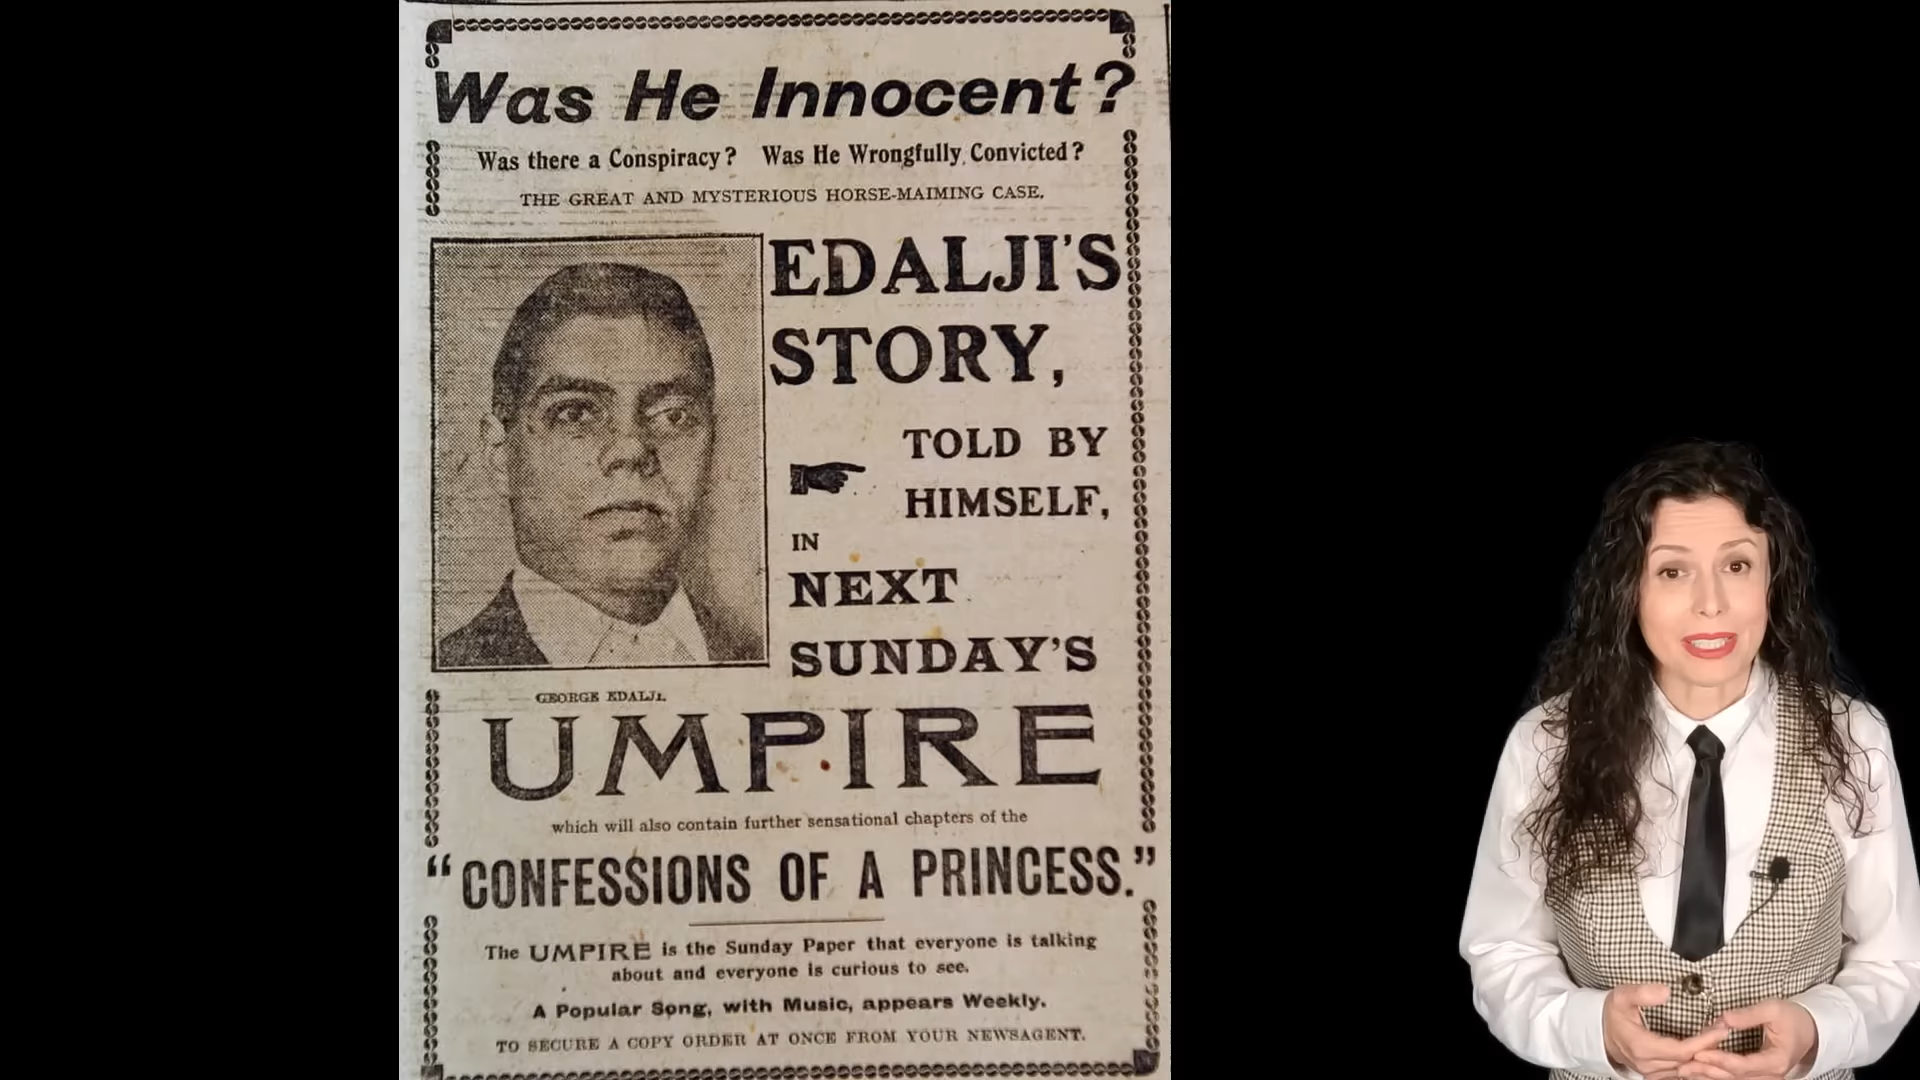 Was He Innocent?
Was there a Conspiracy? Was He Wrongfully Convicted?
THE GREAT AND MYSTERIOUS HORSE-MAIMING CASE.
EDALJI'S
STORY,
TOLD BY
HIMSELF,
IN
NEXT
SUNDAY'S
GEORGE EDALJI.
UMPIRE
which will also contain further sensational chapters of the
"CONFESSIONS OF A PRINCESS."
The UMPIRE is the Sunday Paper that everyone is talking
about and everyone is curious to see.
A Popular Song, with Music, appears Weekly.
TO SECURE A COPY ORDER AT ONCE FROM YOUR NEWSAGENT.